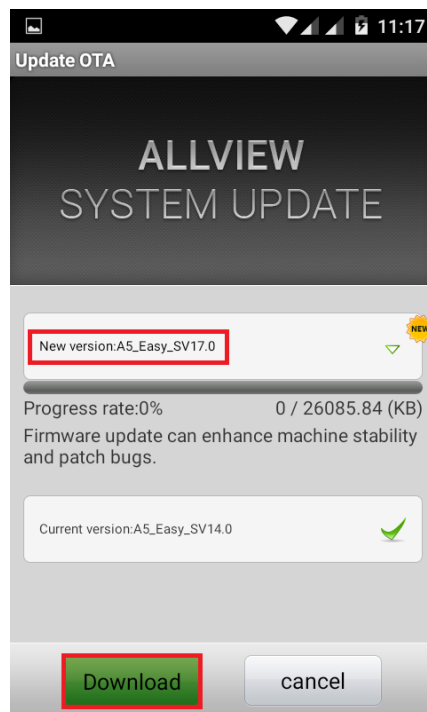 11:17
Update OTA
ALLVIEW
SYSTEM UPDATE
NEW
New version:A5_Easy_SV17.0
Progress rate:0% 0 / 26085.84 (KB)
Firmware update can enhance machine stability
and patch bugs.
Current version:A5_Easy_SV14.0
Download cancel